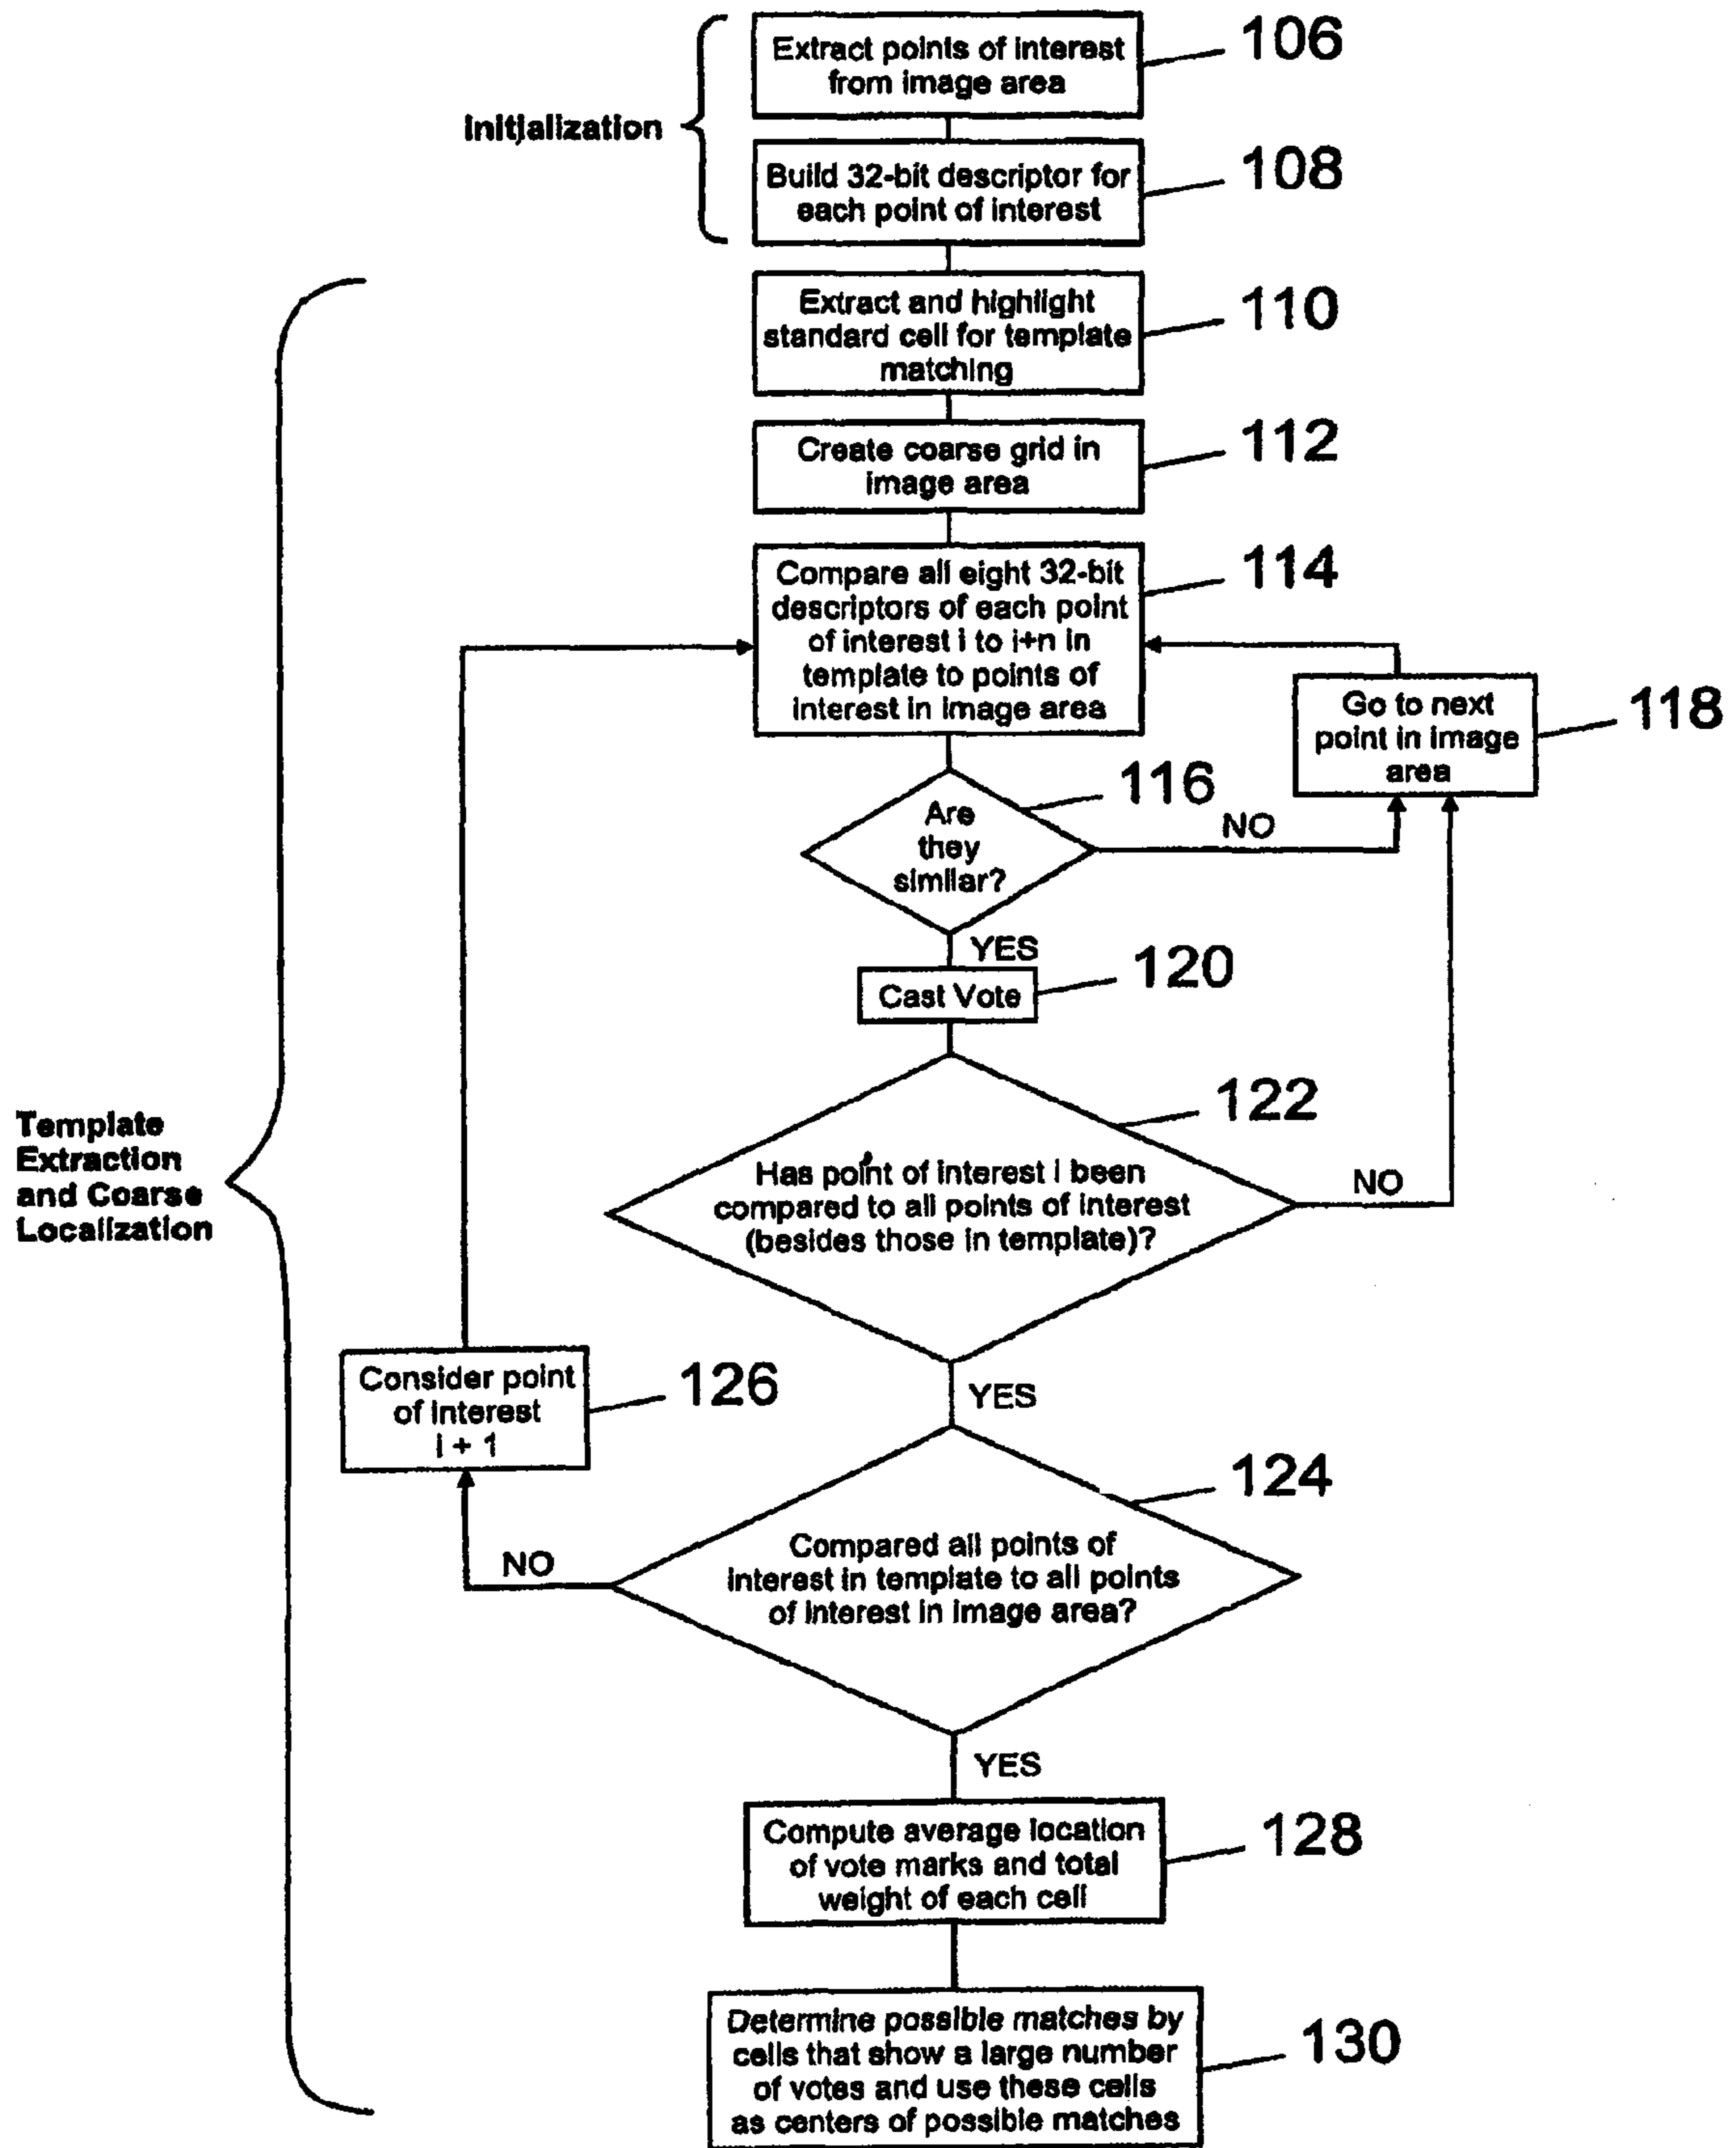 Extract points of interest
from image area
106
Initialization
Build 32-bit descriptor for
each point of interest
108
Extract and highlight
standard cell for template
matching
110
Create coarse grid in
image area
112
Compare all eight 32-bit
descriptors of each point
of interest i to i+n in
template to points of
interest in image area
114
Go to next
point in image
area
118
Are
they
similar?
116
NO
YES
Cast Vote
120
Has point of interest i been
compared to all points of interest
(besides those in template)?
122
NO
Template
Extraction
and Coarse
Localization
YES
Consider point
of interest
i + 1
126
Compared all points of
interest in template to all points
of interest in image area?
124
NO
YES
Compute average location
of vote marks and total
weight of each cell
128
Determine possible matches by
cells that show a large number
of votes and use these cells
as centers of possible matches
130